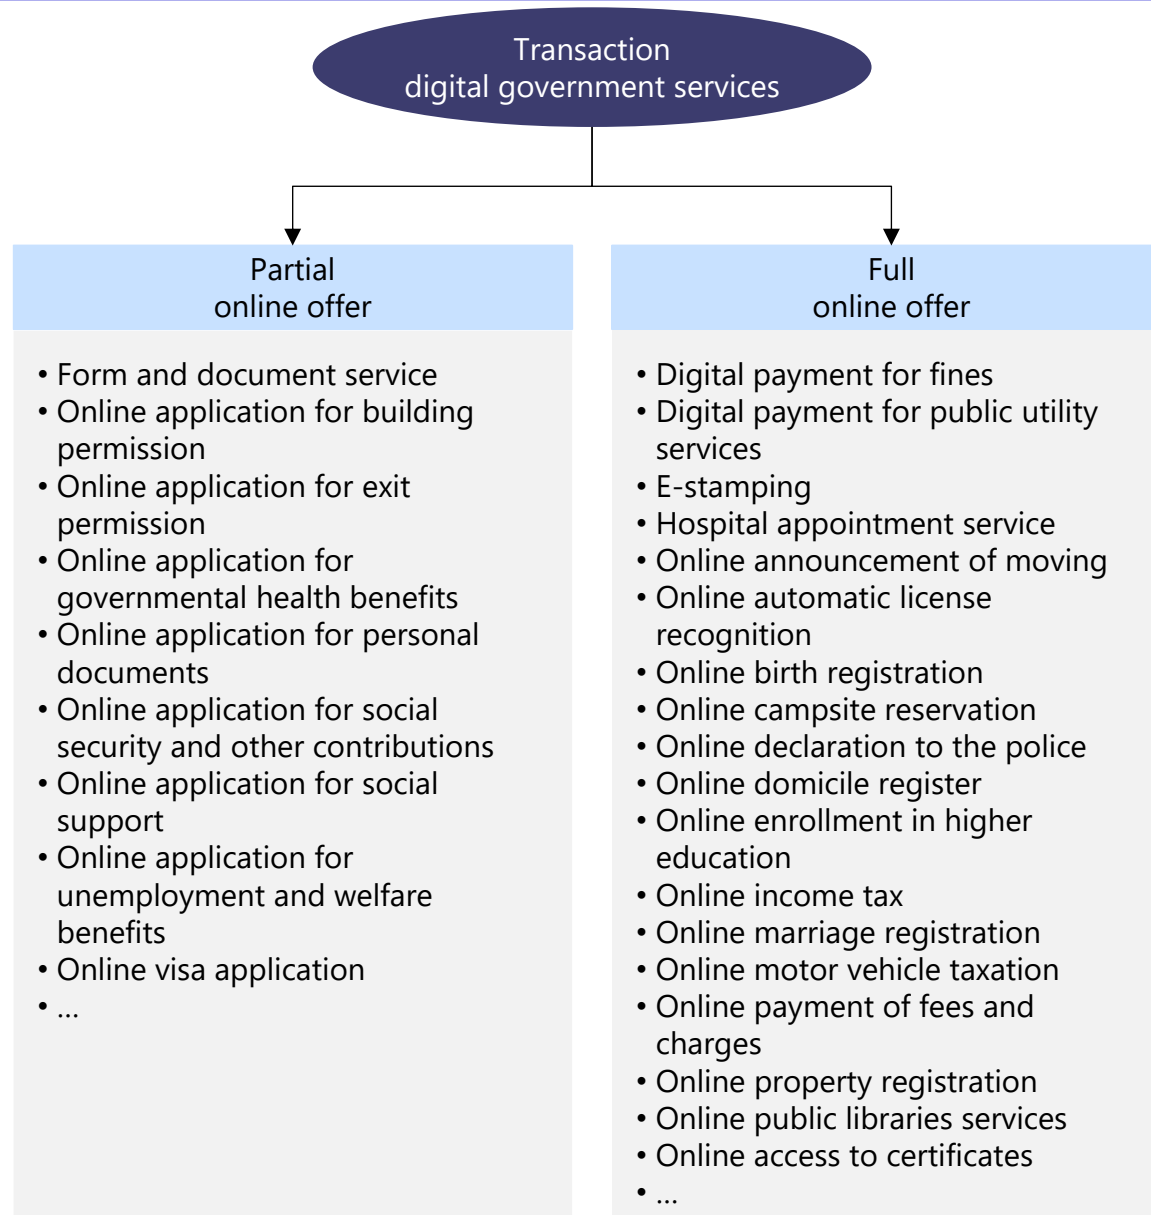 Transaction
digital government services
Partial
online offer
• Form and document service
• Online application for building
permission
• Online application for exit
permission
• Online application for
governmental health benefits
• Online application for personal
documents
• Online application for social
security and other contributions
• Online application for social
support
• Online application for
unemployment and welfare
benefits
• Online visa application
• ...
Full
online offer
• Digital payment for fines
• Digital payment for public utility
services
• E-stamping
• Hospital appointment service
• Online announcement of moving
• Online automatic license
recognition
• Online birth registration
• Online campsite reservation
• Online declaration to the police
• Online domicile register
• Online enrollment in higher
education
• Online income tax
• Online marriage registration
• Online motor vehicle taxation
• Online payment of fees and
charges
• Online property registration
• Online public libraries services
• Online access to certificates
• ...